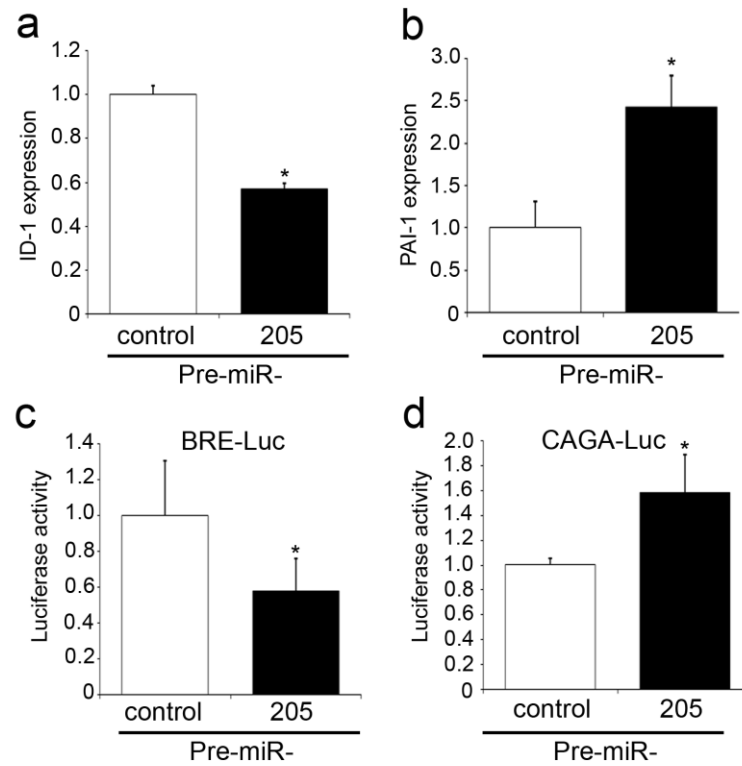 a
ID-1 expression
1.2
1.0
0.8
0.6
0.4
0.2
0
*
control 205
Pre-miR-
b
PAI-1 expression
3.0
2.5
2.0
1.5
1.0
0.5
0
*
control 205
Pre-miR-
c
BRE-Luc
Luciferase activity
1.4
1.2
1.0
0.8
0.6
0.4
0.2
0
*
control 205
Pre-miR-
d
CAGA-Luc
Luciferase activity
2.0
1.8
1.6
1.4
1.2
1.0
0.8
0.6
0.4
0.2
0
*
control 205
Pre-miR-